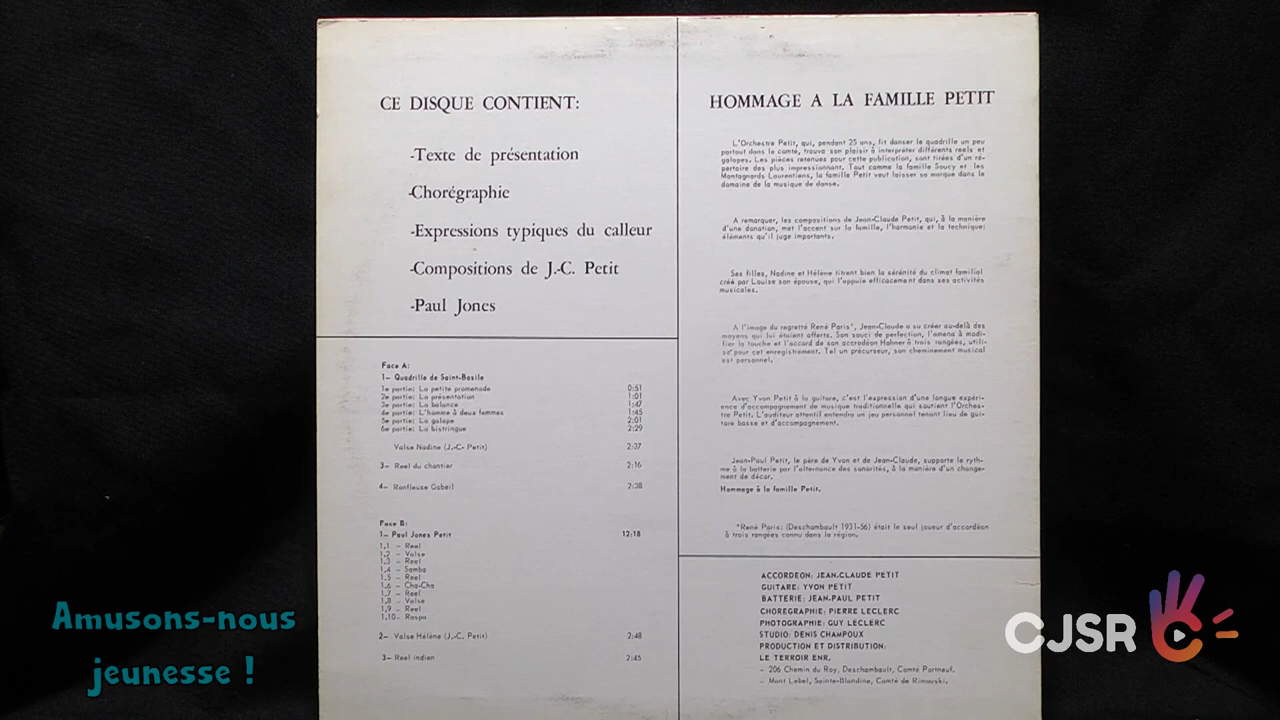 CE DISQUE CONTIENT:
-Texte de présentation
-Chorégraphie
-Expressions typiques du calleur
-Compositions de J.-C. Petit
-Paul Jones
Face A:
1- Quadrille de Saint-Basile
1e partie: La petite promenade 0:51
2e partie: La présentation 1:01
3e partie: La balance 1:47
4e partie: L'homme à deux femmes 1:45
5e partie: La galope 2:01
6e partie: La bistringue 2:29
Valse Nadine (J.-C- Petit) 2:37
3- Reel du chantier 2:16
4- Ronfleuse Gobeil 2:38
Face B:
1- Paul Jones Petit 12:18
1,1 - Reel
1,2 - Valse
1,3 - Reel
1,4 - Samba
1,5 - Reel
1,6 - Cha-Cha
1,7 - Reel
1,8 - Valse
1,9 - Reel
1,10- Raspa
2- Valse Hélène (J.-C. Petit) 2:48
3- Reel indien 2:45
HOMMAGE A LA FAMILLE PETIT
L'Orchestre Petit, qui, pendant 25 ans, fit danser le quadrille un peu
partout dans le comté, trouva son plaisir à interpréter différents reels et
galopes. Les pièces retenues pour cette publication, sont tirées d'un ré-
pertoire des plus impressionnant. Tout comme la famille Soucy et les
Montagnards Laurentiens, la famille Petit veut laisser sa marque dans le
domaine de la musique de danse.
A remarquer, les compositions de Jean-Claude Petit, qui, à la manière
d'une donation, met l'accent sur la famille, l'harmonie et la technique:
éléments qu'il juge importants.
Ses filles, Nadine et Hélène titrent bien la sérénité du climat familial
créé par Louise son épouse, qui l'appuie efficacement dans ses activités
musicales.
A l'image du regretté René Paris*, Jean-Claude a su créer au-delà des
moyens qui lui étaient offerts. Son souci de perfection, l'amena à modi-
fier la touche et l'accord de son accrodéon Hohner à trois rangées, utili-
sé pour cet enregistrement. Tel un précurseur, son cheminement musical
est personnel.
Avec Yvon Petit à la guitare, c'est l'expression d'une longue expéri-
ence d'accompagnement de musique traditionnelle qui soutient l'Orches-
tre Petit. L'auditeur attentif entendra un jeu personnel tenant lieu de gui-
tare basse et d'accompagnement.
Jean-Paul Petit, le père de Yvon et de Jean-Claude, supporte le ryth-
me à la batterie par l'alternance des sonorités, à la manière d'un change-
ment de décor.
Hommage à la famille Petit.
*René Paris: (Deschambault 1931-56) était le seul joueur d'accordéon
à trois rangées connu dans la région.
ACCORDEON: JEAN-CLAUDE PETIT
GUITARE: YVON PETIT
BATTERIE: JEAN-PAUL PETIT
CHOREGRAPHIE: PIERRE LECLERC
PHOTOGRAPHIE: GUY LECLERC
STUDIO: DENIS CHAMPOUX
PRODUCTION ET DISTRIBUTION:
LE TERROIR ENR.
- 206 Chemin du Roy, Deschambault, Comté Portneuf.
- Mont Lebel, Sainte-Blandine, Comté de Rimouski.
Amusons-nous
jeunesse !
CJSR